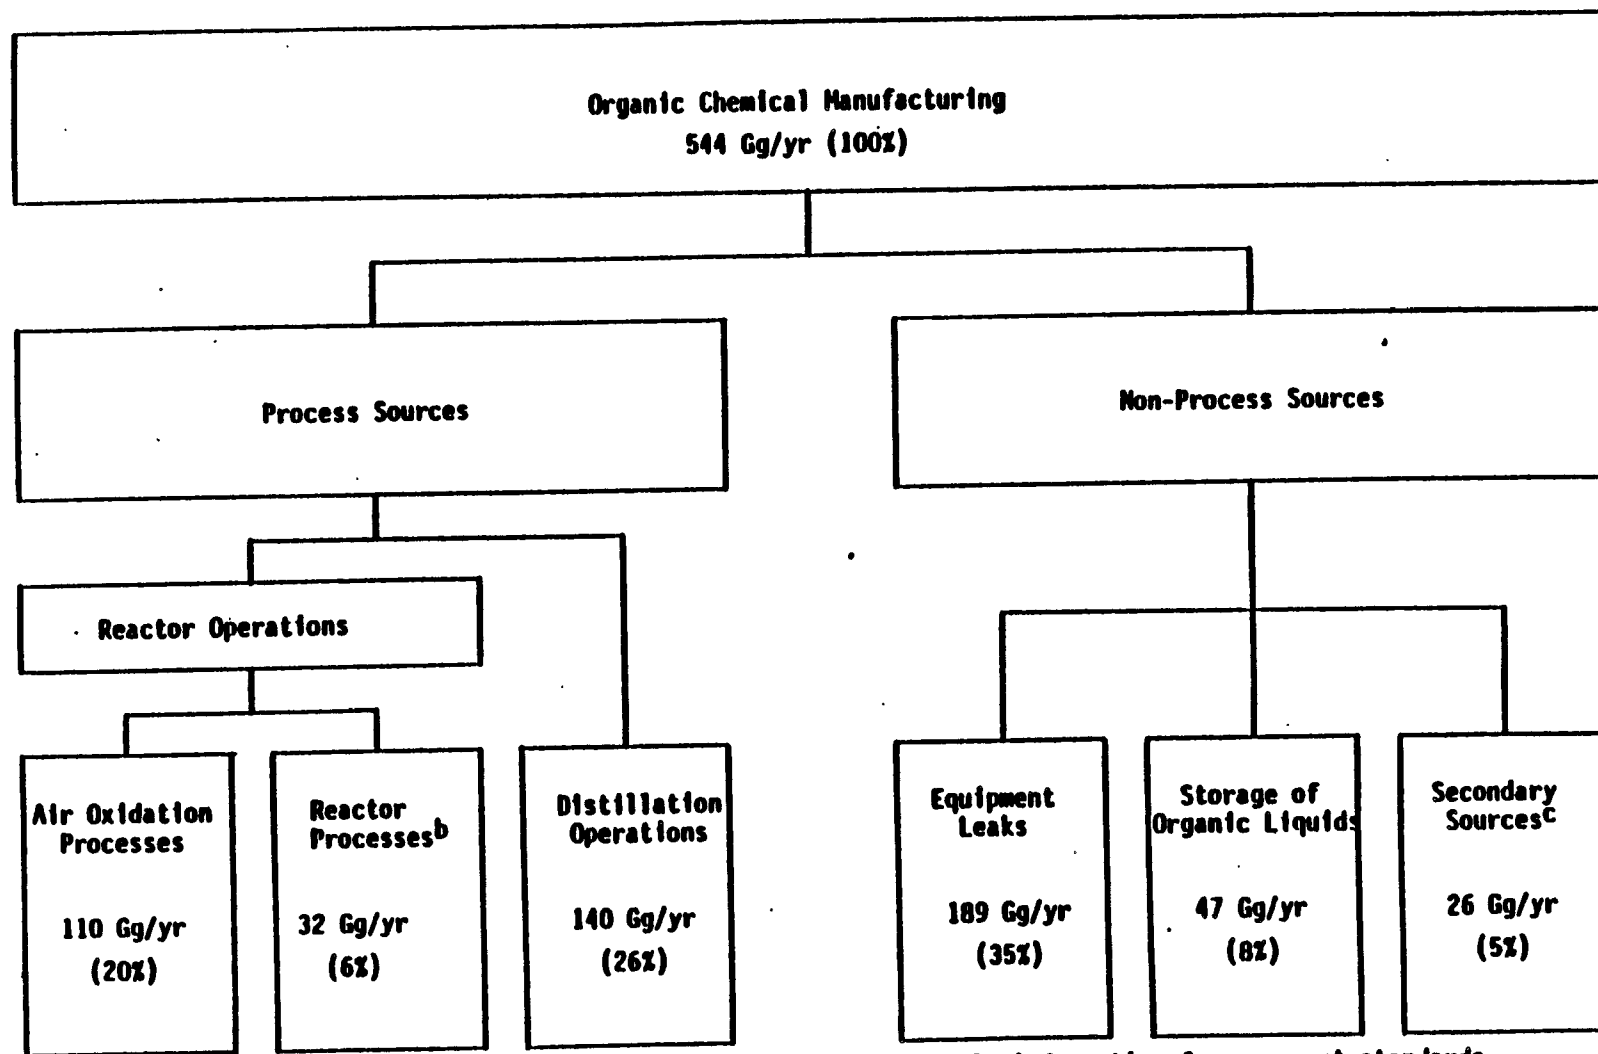 Organic Chemical Manufacturing
544 Gg/yr (100%)
Process Sources
Non-Process Sources
Reactor Operations
Air Oxidation
Processes
110 Gg/yr
(20%)
Reactor
Processesb
32 Gg/yr
(6%)
Distillation
Operations
140 Gg/yr
(26%)
Equipment
Leaks
189 Gg/yr
(35%)
Storage of
Organic Liquids
47 Gg/yr
(8%)
Secondary
Sourcesc
26 Gg/yr
(5%)